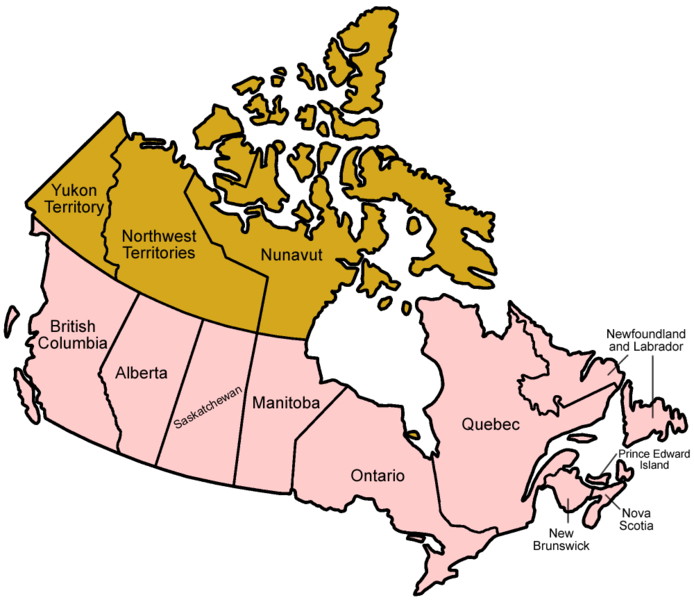 Yukon
Territory
Northwest
Territories
Nunavut
British
Columbia
Alberta
Saskatchewan
Manitoba
Ontario
Quebec
Newfoundland
and Labrador
Prince Edward
Island
Nova
Scotia
New
Brunswick